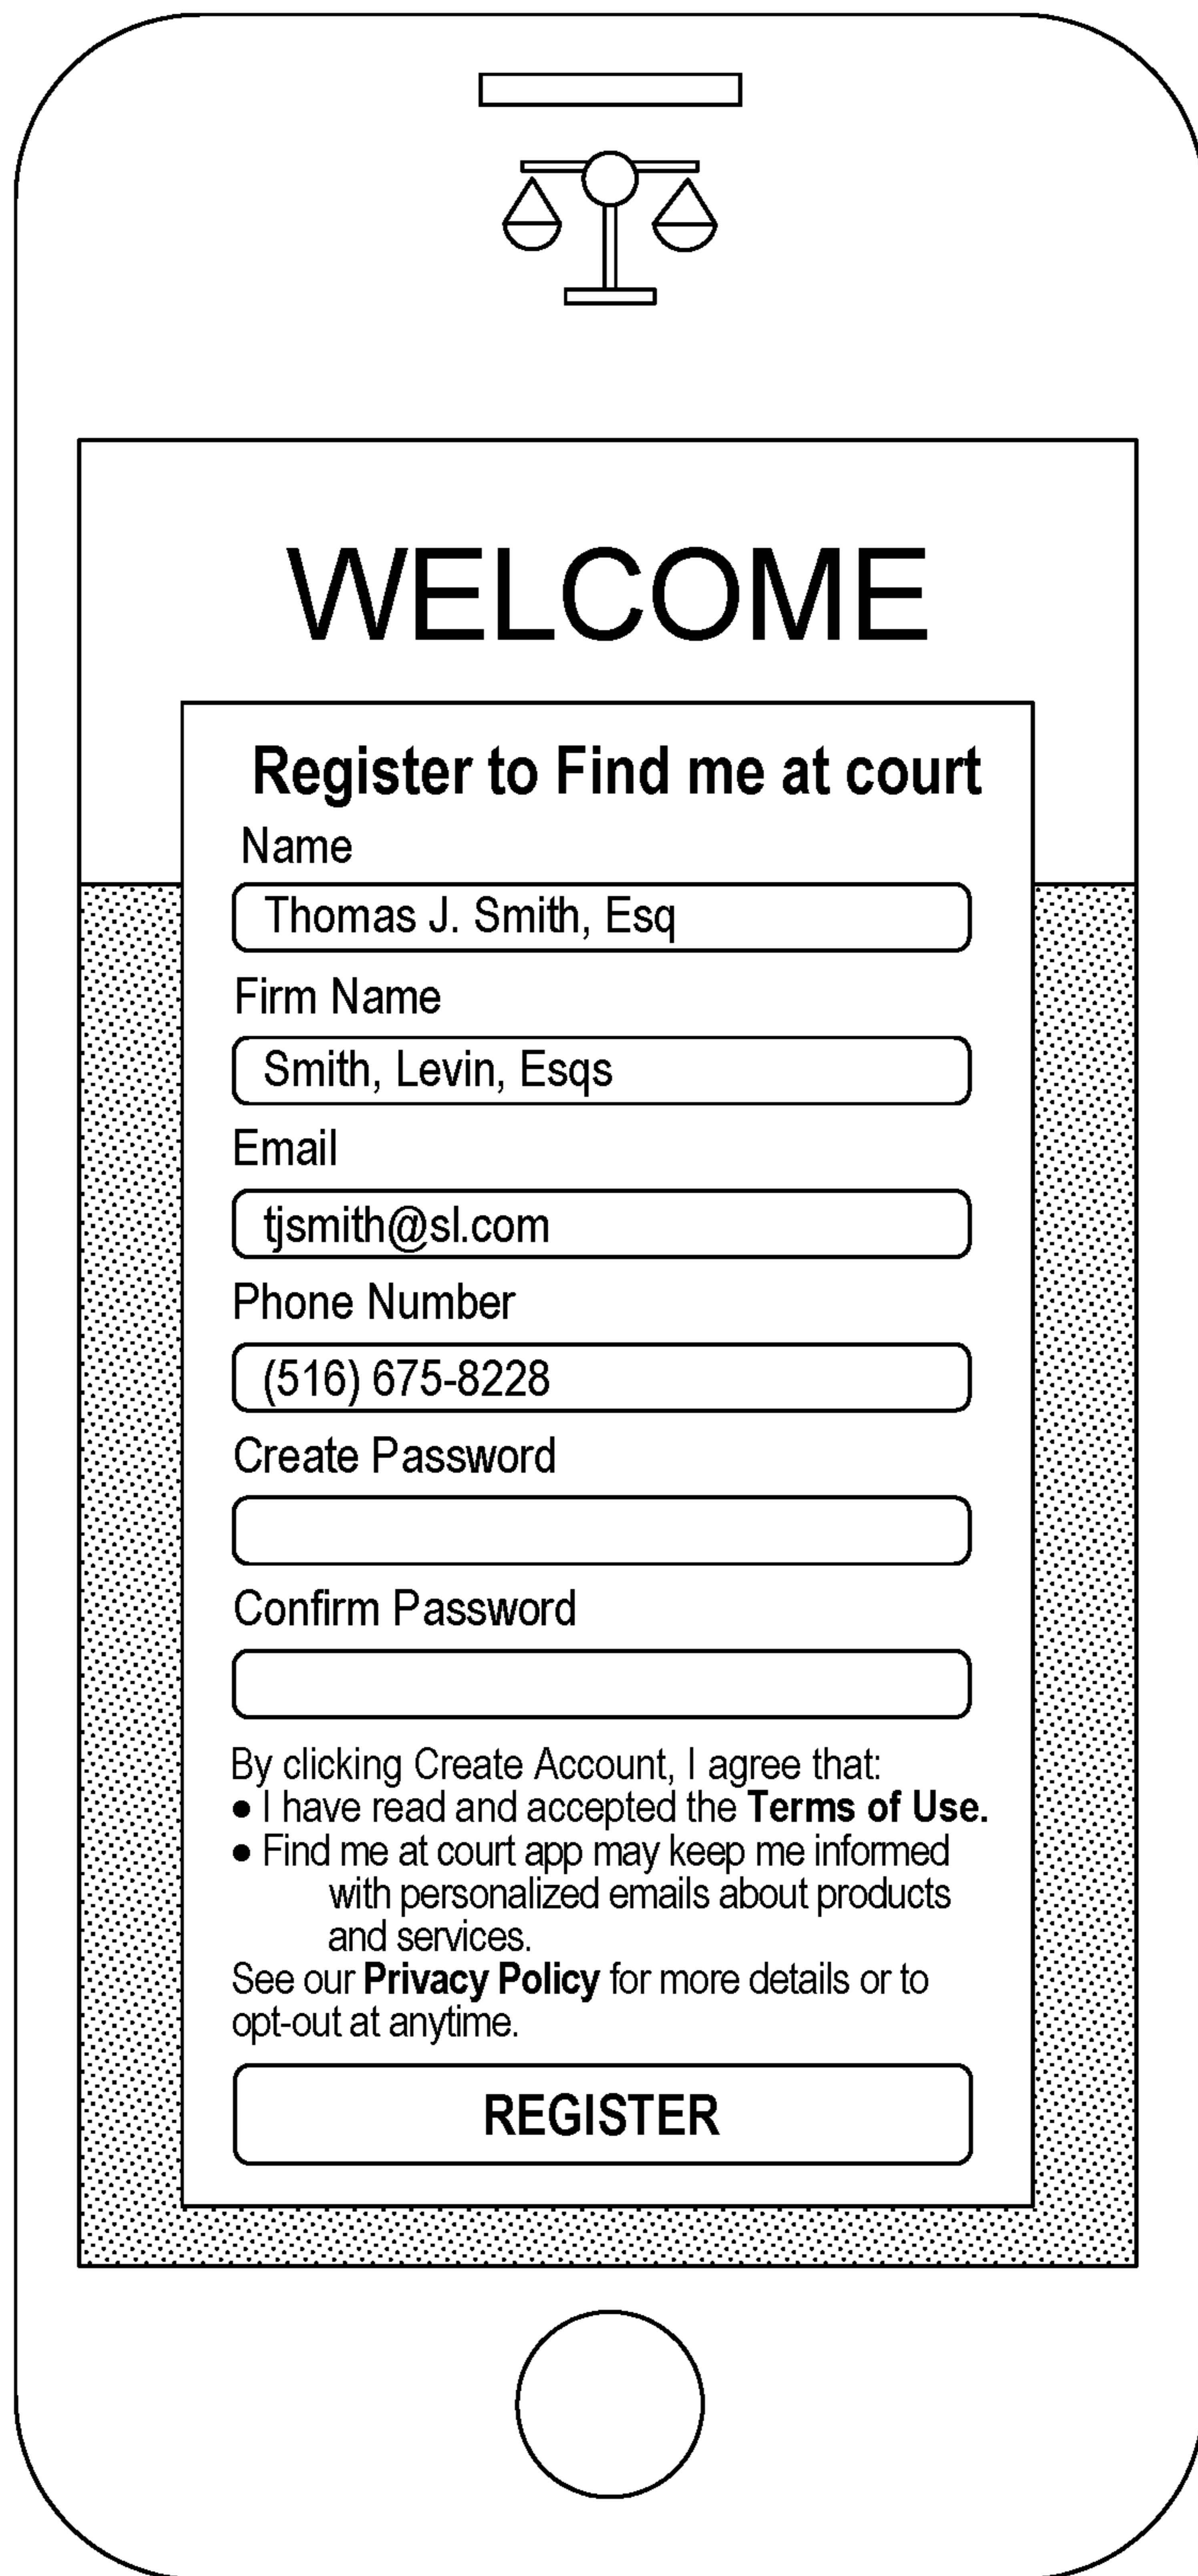 WELCOME
Register to Find me at court
Name
Thomas J. Smith, Esq
Firm Name
Smith, Levin, Esqs
Email
tjsmith@sl.com
Phone Number
(516) 675-8228
Create Password
Confirm Password
By clicking Create Account, I agree that:
● I have read and accepted the Terms of Use.
● Find me at court app may keep me informed
with personalized emails about products
and services.
See our Privacy Policy for more details or to
opt-out at anytime.
REGISTER